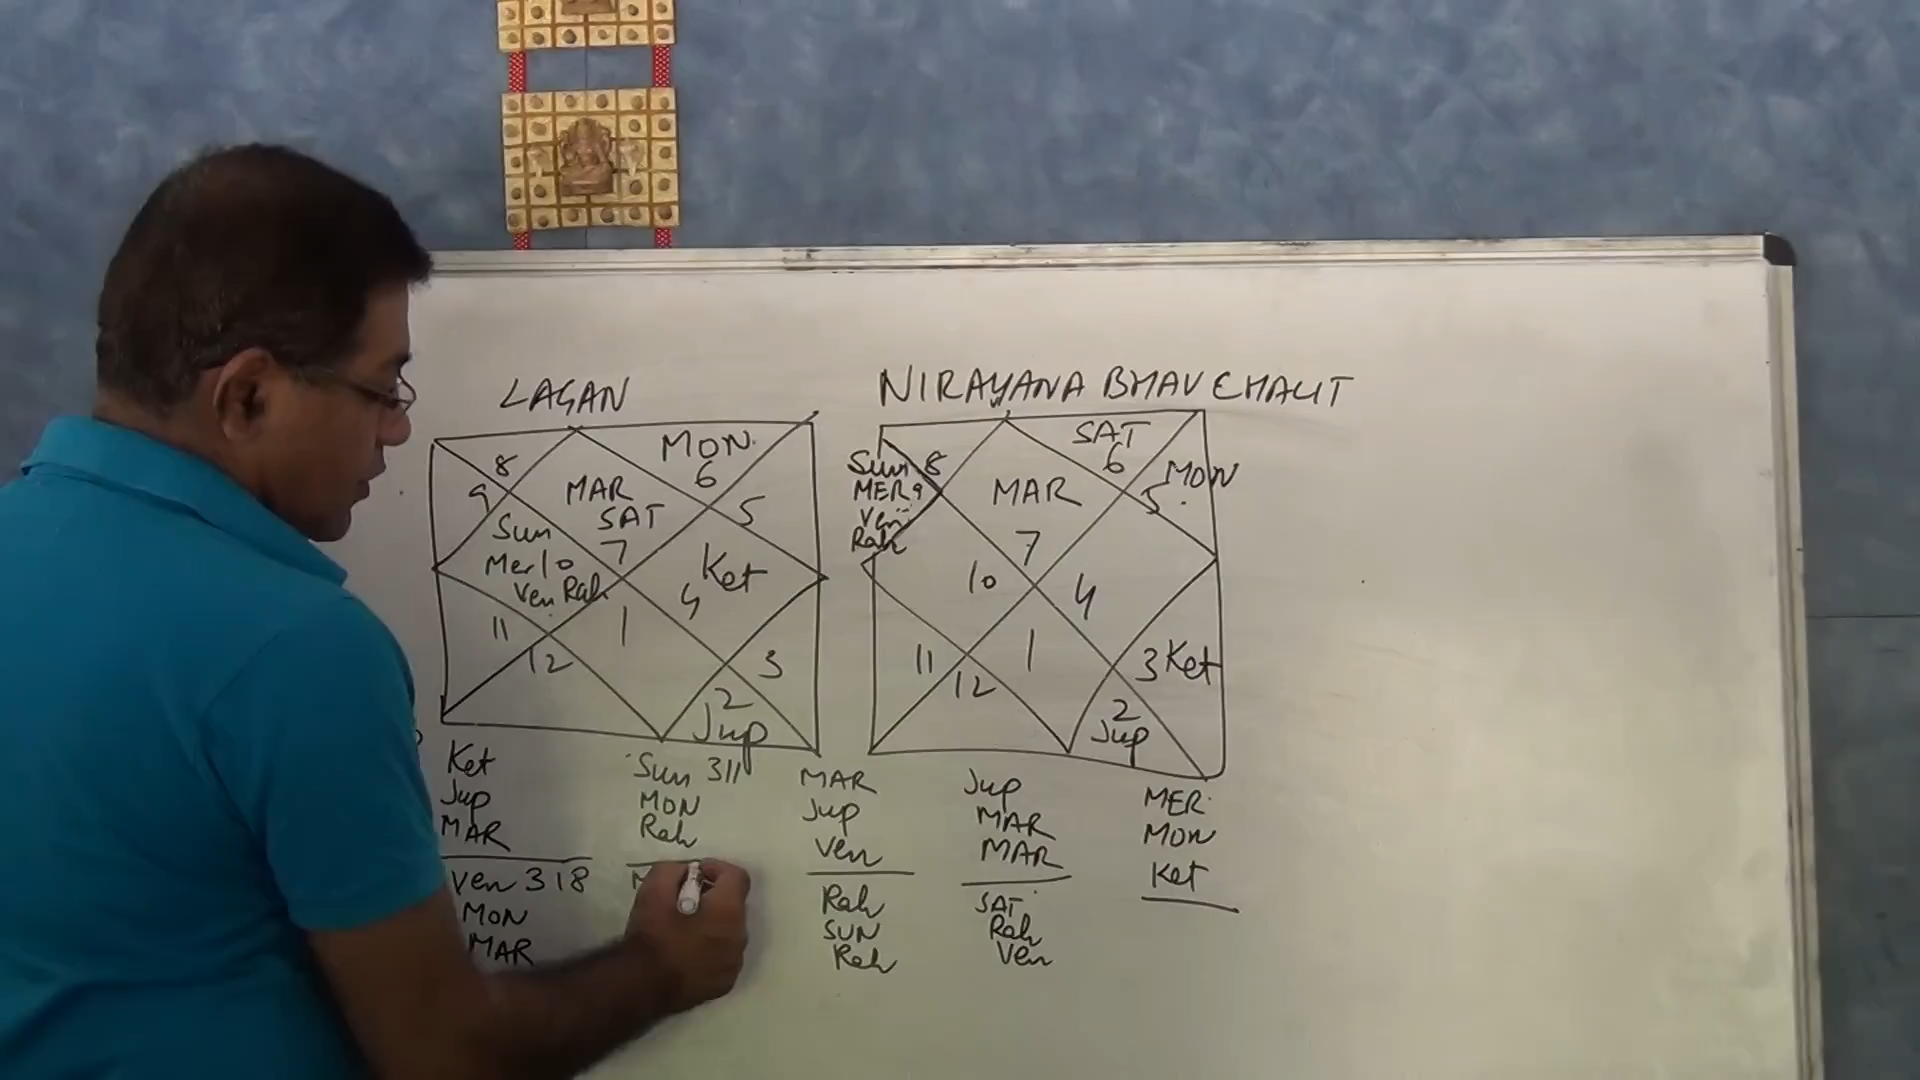 LAGAN
MON
6
8
9
MAR
SAT
7
5
Sun
Mer 10
Ven Rah
Ket
4
11
12
1
3
2
Jup
NIRAYANA BHAV CHALIT
SAT
6
MON
5
Sun 8
MER 9
Ven
Rah
MAR
7
10
4
11
12
1
3 Ket
2
Jup
Ket
Jup
MAR
Ven 318
MON
MAR
Sun 311
MON
Rah
MAR
Jup
Ven
Rah
SUN
Rah
Jup
MAR
MAR
SAT
Rah
Ven
MER
MON
Ket